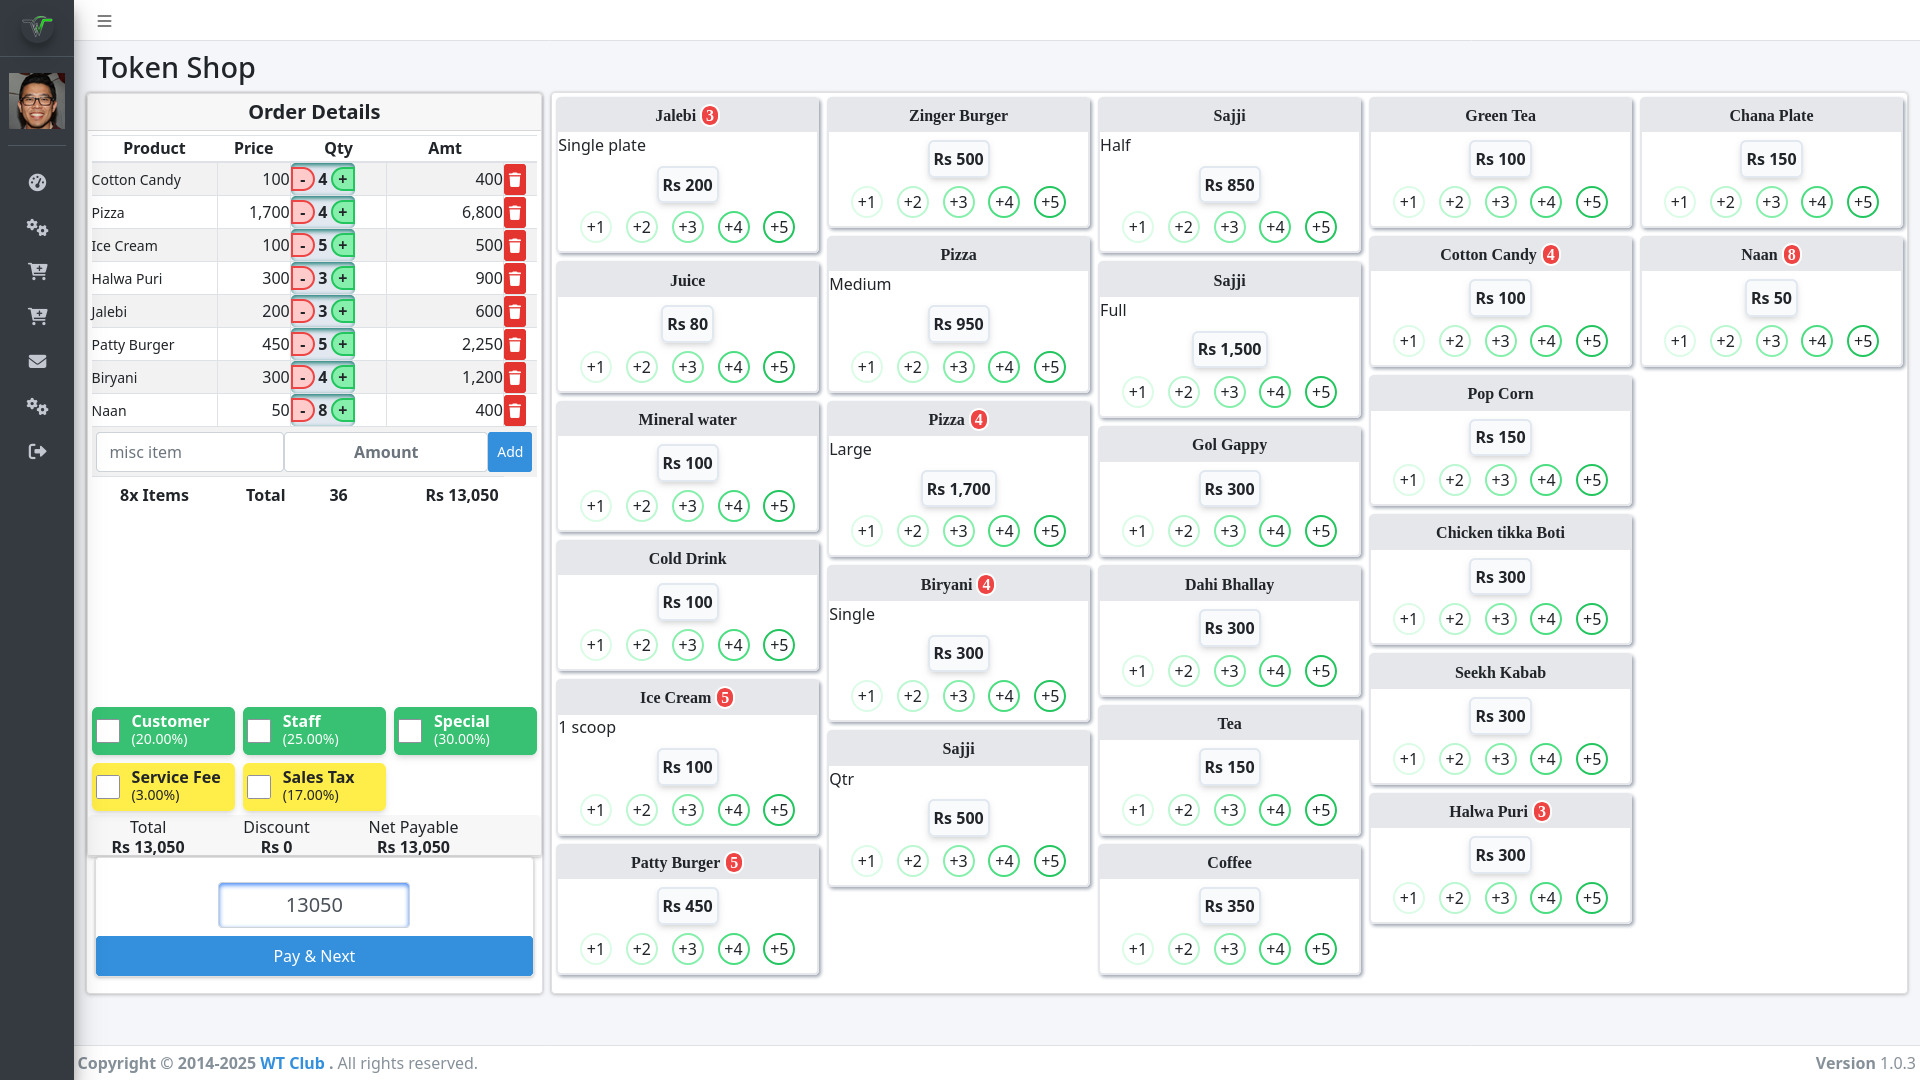 Token Shop
Order Details
Product Price Qty Amt
Cotton Candy 100 - 4 + 400
Pizza 1,700 - 4 + 6,800
Ice Cream 100 - 5 + 500
Halwa Puri 300 - 3 + 900
Jalebi 200 - 3 + 600
Patty Burger 450 - 5 + 2,250
Biryani 300 - 4 + 1,200
Naan 50 - 8 + 400
misc item Amount Add
8x Items Total 36 Rs 13,050
Customer
(20.00%)
Staff
(25.00%)
Special
(30.00%)
Service Fee
(3.00%)
Sales Tax
(17.00%)
Total Discount Net Payable
Rs 13,050 Rs 0 Rs 13,050
13050
Pay & Next
Jalebi 3
Single plate
Rs 200
+1 +2 +3 +4 +5
Juice
Rs 80
+1 +2 +3 +4 +5
Mineral water
Rs 100
+1 +2 +3 +4 +5
Cold Drink
Rs 100
+1 +2 +3 +4 +5
Ice Cream 5
1 scoop
Rs 100
+1 +2 +3 +4 +5
Patty Burger 5
Rs 450
+1 +2 +3 +4 +5
Zinger Burger
Rs 500
+1 +2 +3 +4 +5
Pizza
Medium
Rs 950
+1 +2 +3 +4 +5
Pizza 4
Large
Rs 1,700
+1 +2 +3 +4 +5
Biryani 4
Single
Rs 300
+1 +2 +3 +4 +5
Sajji
Qtr
Rs 500
+1 +2 +3 +4 +5
Sajji
Half
Rs 850
+1 +2 +3 +4 +5
Sajji
Full
Rs 1,500
+1 +2 +3 +4 +5
Gol Gappy
Rs 300
+1 +2 +3 +4 +5
Dahi Bhallay
Rs 300
+1 +2 +3 +4 +5
Tea
Rs 150
+1 +2 +3 +4 +5
Coffee
Rs 350
+1 +2 +3 +4 +5
Green Tea
Rs 100
+1 +2 +3 +4 +5
Cotton Candy 4
Rs 100
+1 +2 +3 +4 +5
Pop Corn
Rs 150
+1 +2 +3 +4 +5
Chicken tikka Boti
Rs 300
+1 +2 +3 +4 +5
Seekh Kabab
Rs 300
+1 +2 +3 +4 +5
Halwa Puri 3
Rs 300
+1 +2 +3 +4 +5
Chana Plate
Rs 150
+1 +2 +3 +4 +5
Naan 8
Rs 50
+1 +2 +3 +4 +5
Copyright © 2014-2025 WT Club . All rights reserved.
Version 1.0.3